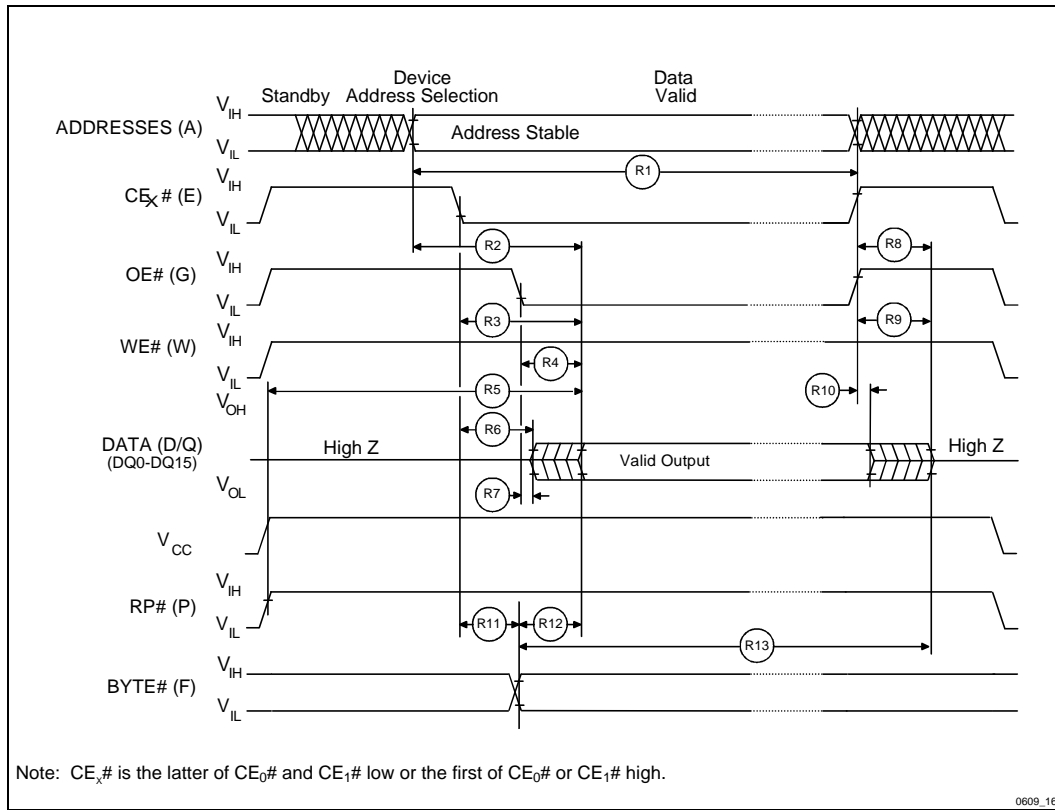 Device Data
Standby Address Selection Valid
V_IH
ADDRESSES (A) Address Stable
V_IL
R1
V_IH
CE_X # (E)
V_IL
R2 R8
V_IH
OE# (G)
V_IL
R3 R9
V_IH
WE# (W)
R4
V_IL
R5 R10
V_OH
R6
DATA (D/Q) High Z Valid Output High Z
(DQ0-DQ15)
V_OL R7
V_CC
V_IH
RP# (P)
V_IL R11 R12
R13
V_IH
BYTE# (F)
V_IL
Note: CE_x# is the latter of CE_0# and CE_1# low or the first of CE_0# or CE_1# high.
0609_16